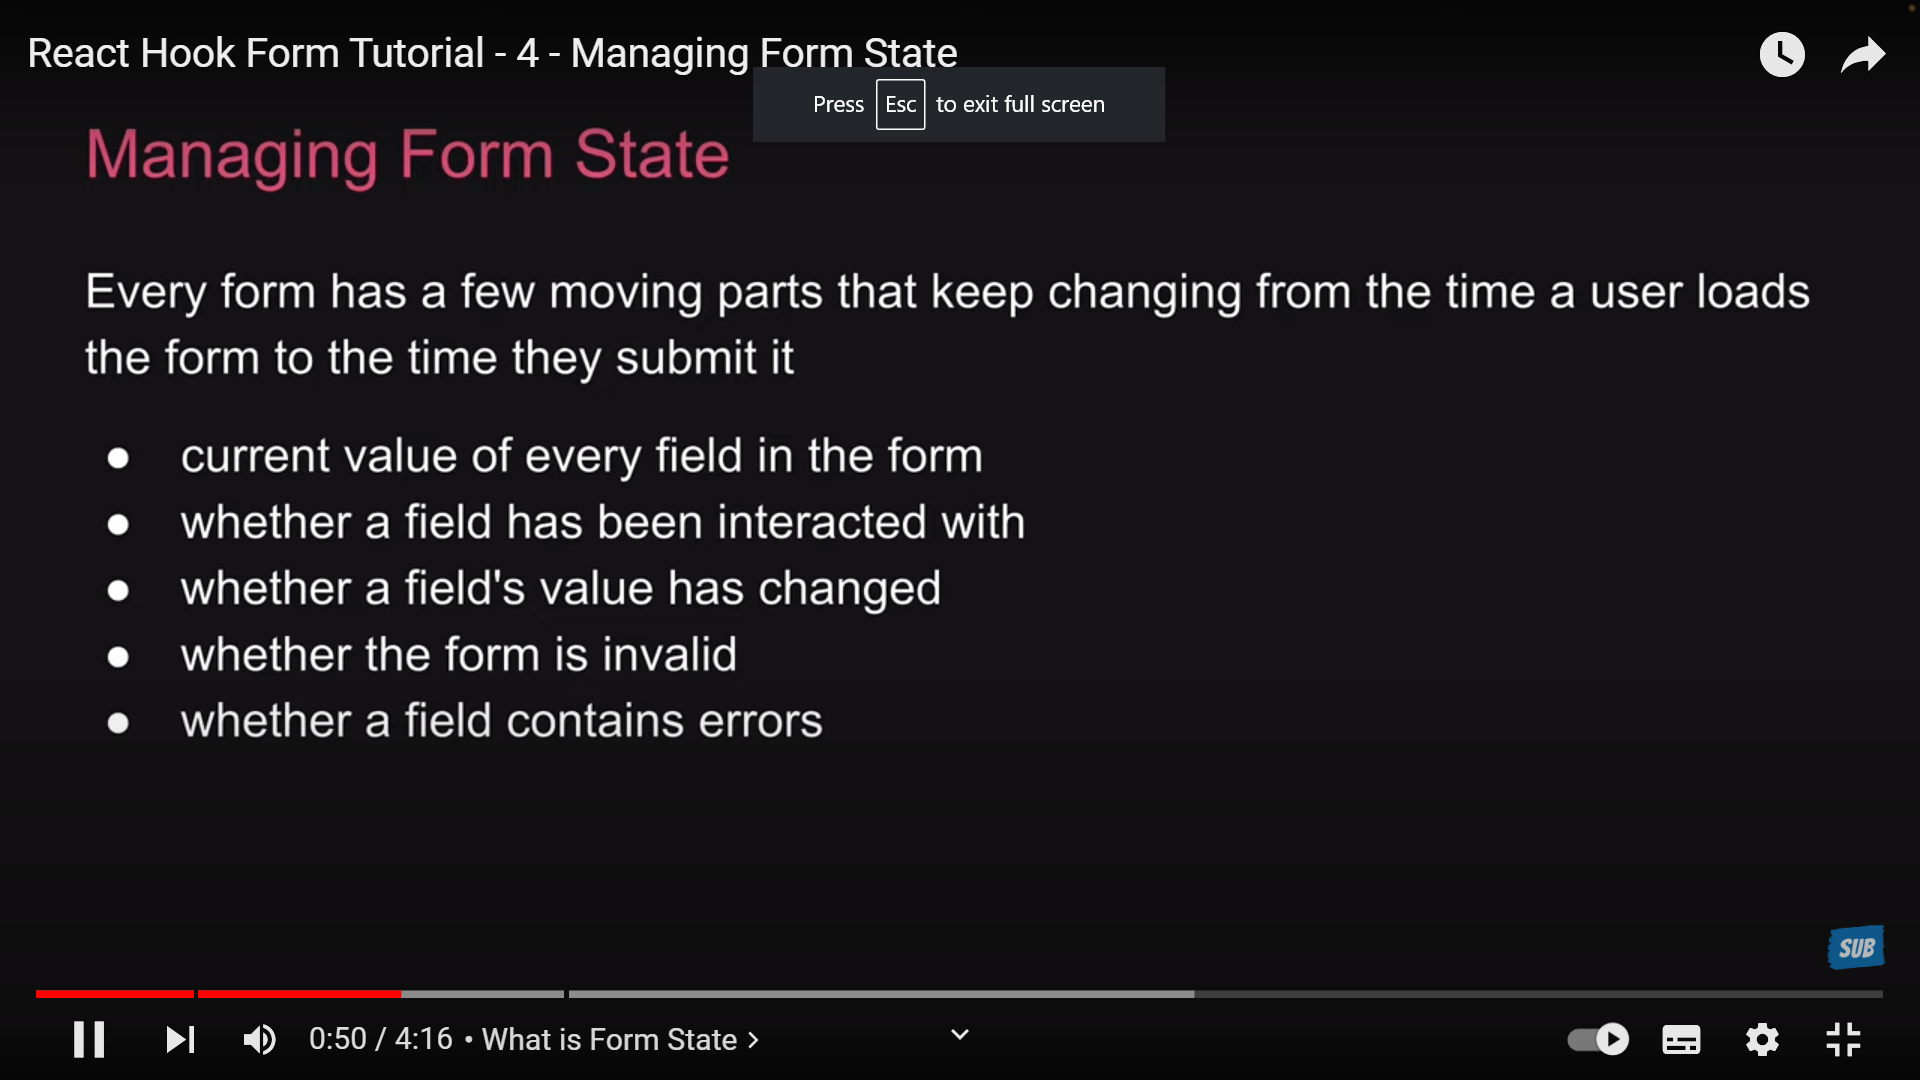 React Hook Form Tutorial - 4 - Managing Form State
Press Esc to exit full screen
Managing Form State
Every form has a few moving parts that keep changing from the time a user loads
the form to the time they submit it
● current value of every field in the form
● whether a field has been interacted with
● whether a field's value has changed
● whether the form is invalid
● whether a field contains errors
SUB
0:50 / 4:16 • What is Form State >